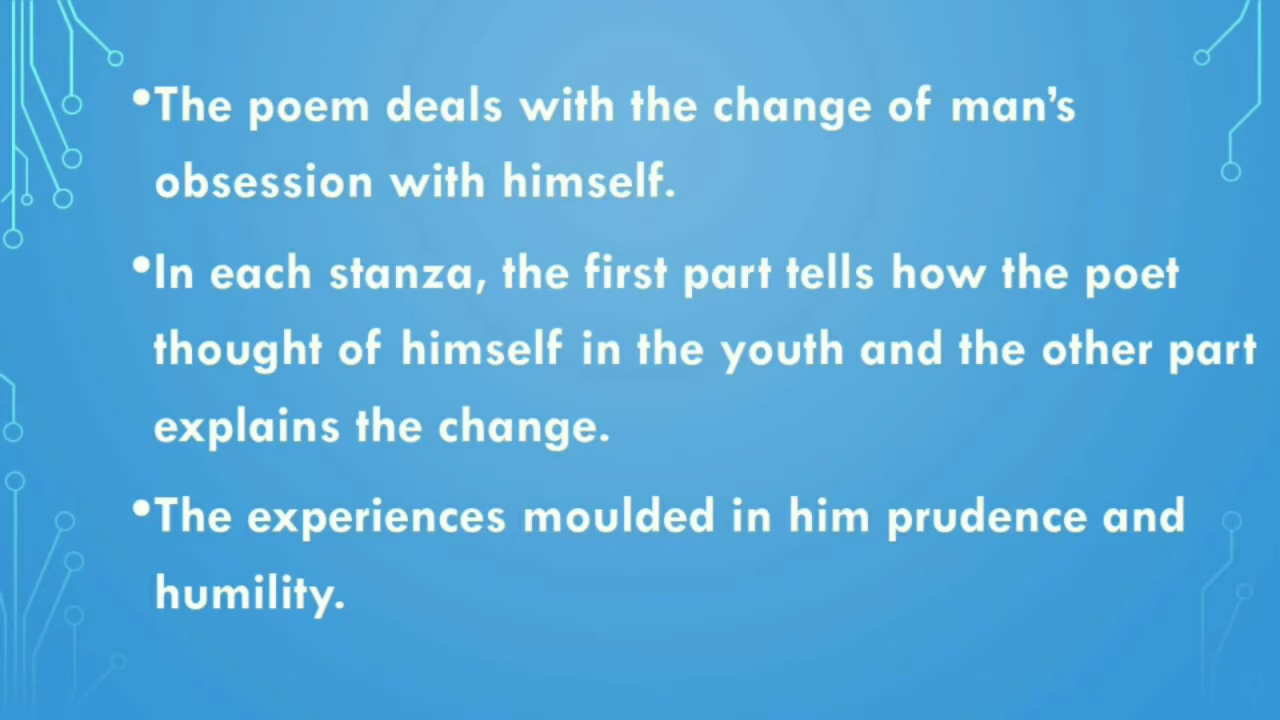 •The poem deals with the change of man’s
obsession with himself.
•In each stanza, the first part tells how the poet
thought of himself in the youth and the other part
explains the change.
•The experiences moulded in him prudence and
humility.